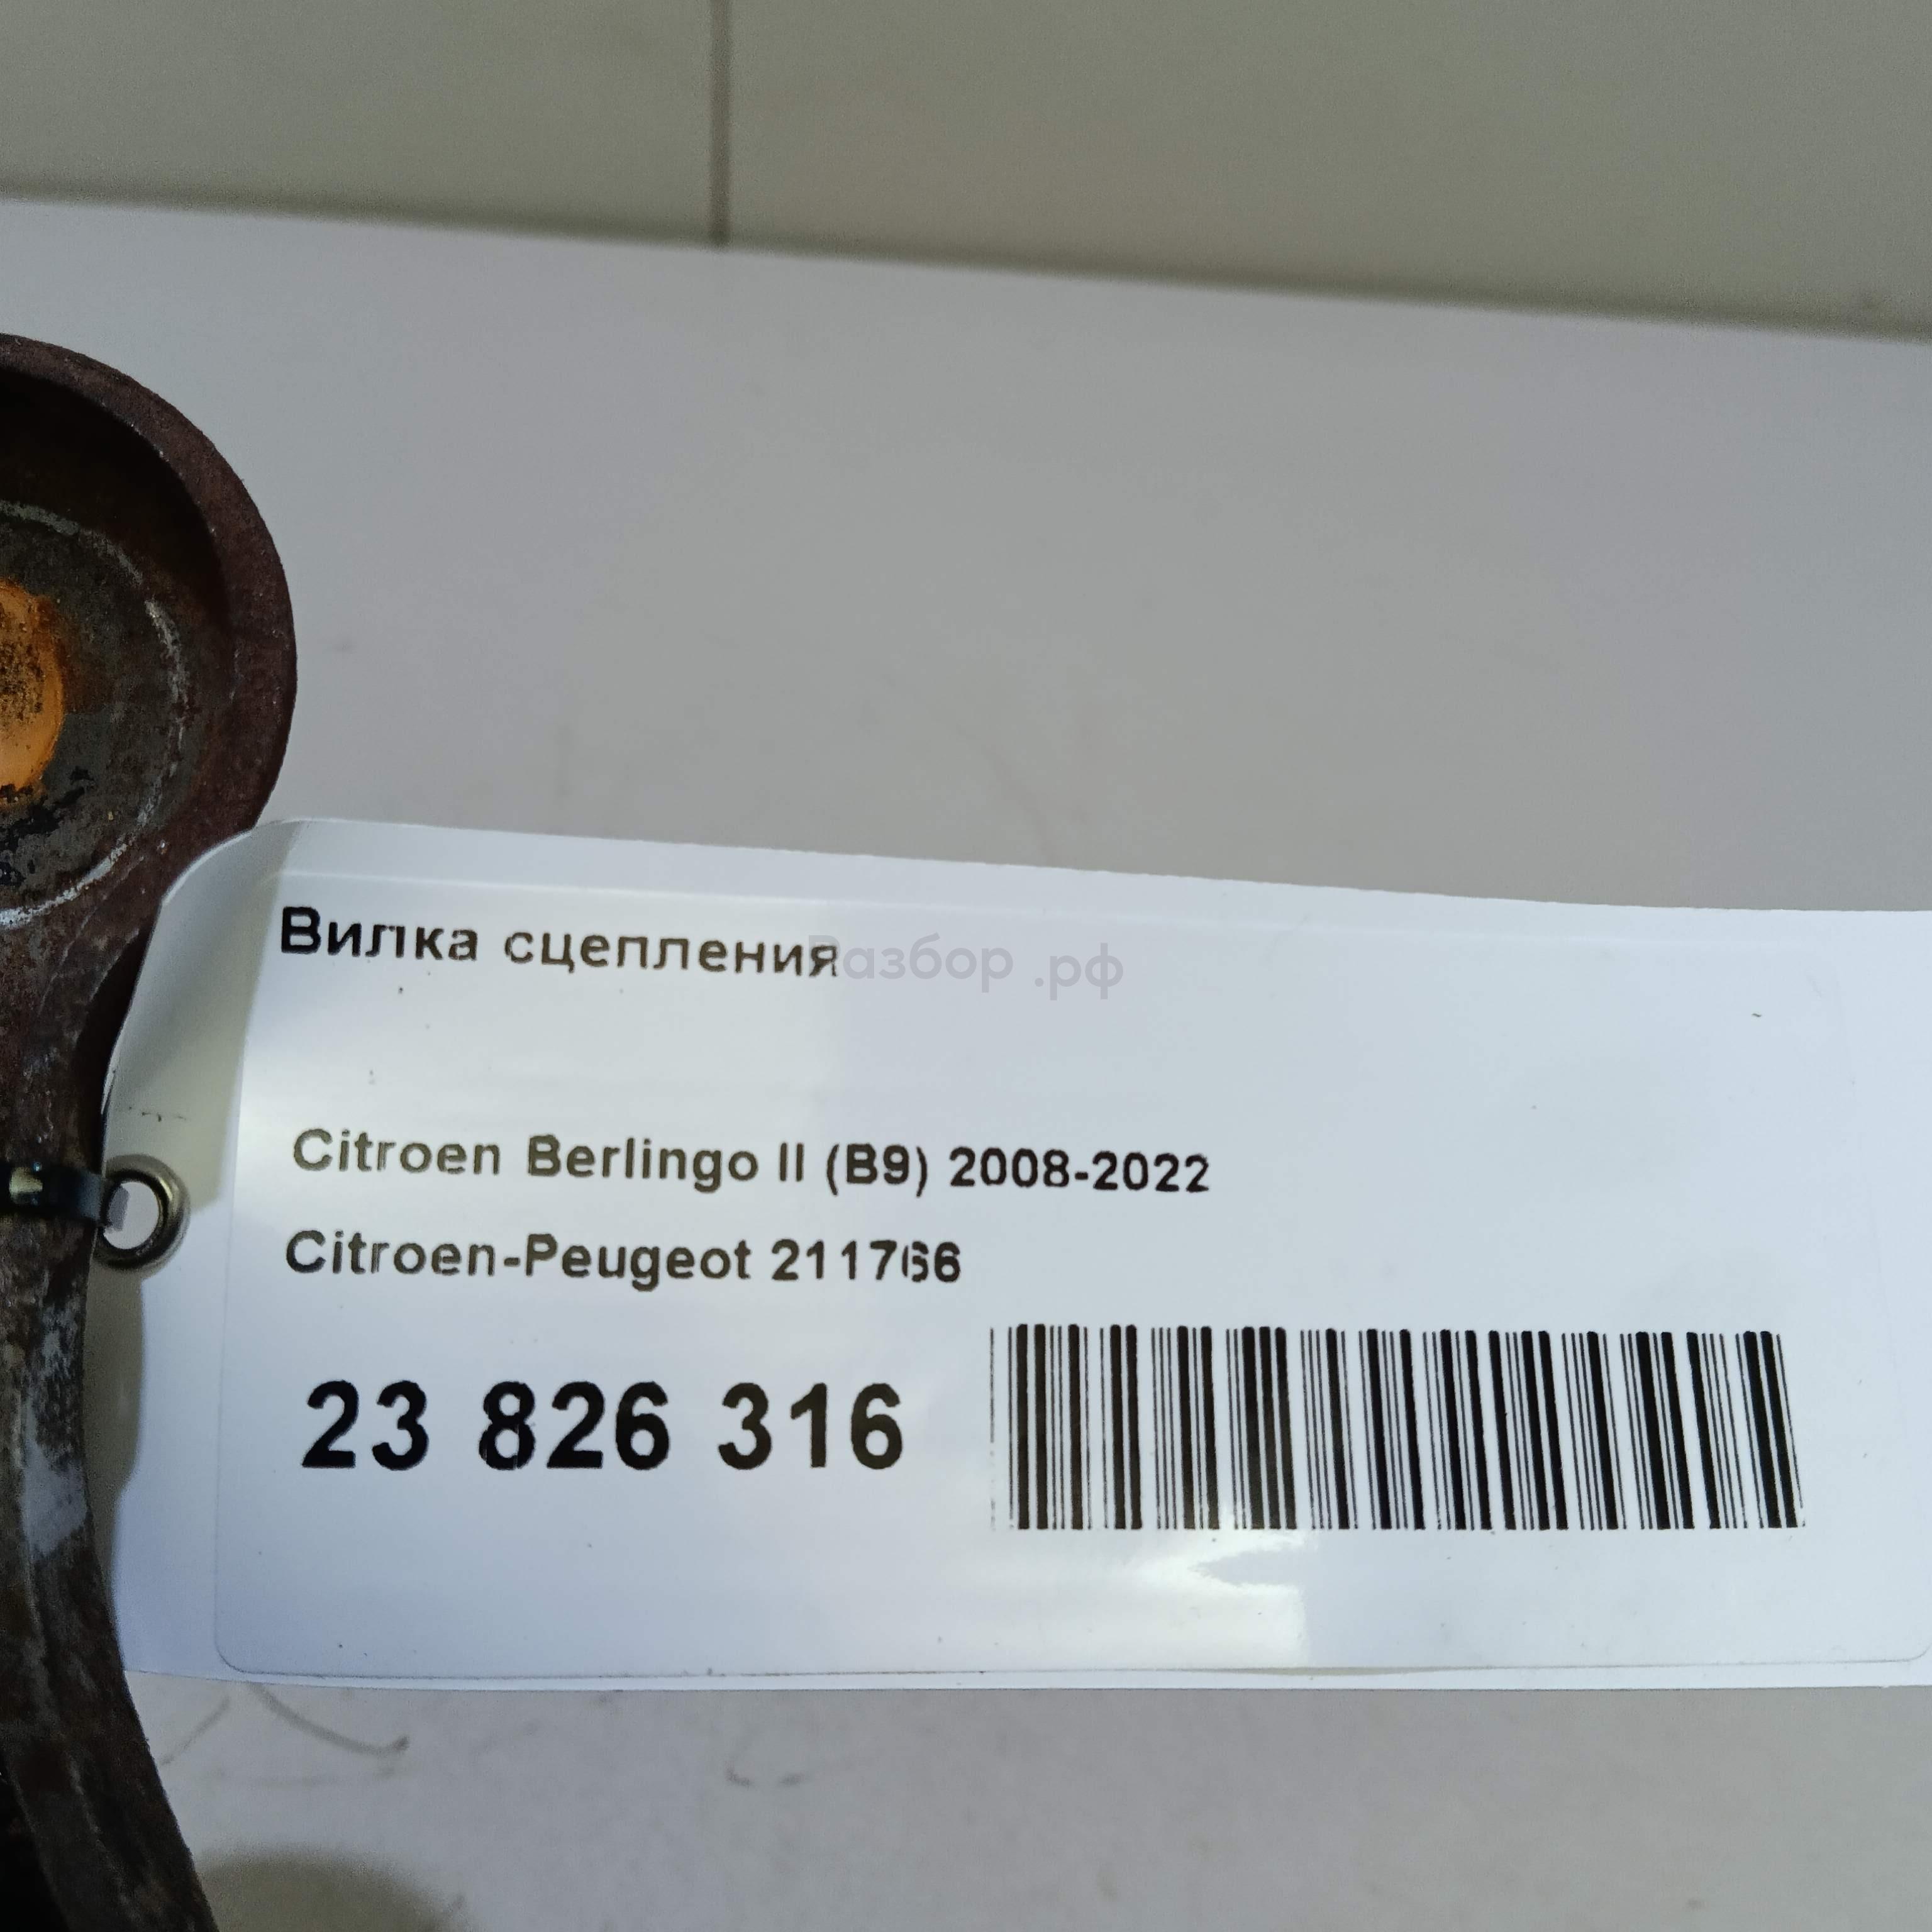 Вилка сцепления
Разбор .рф
Citroen Berlingo II (B9) 2008-2022
Citroen-Peugeot 211766
23 826 316